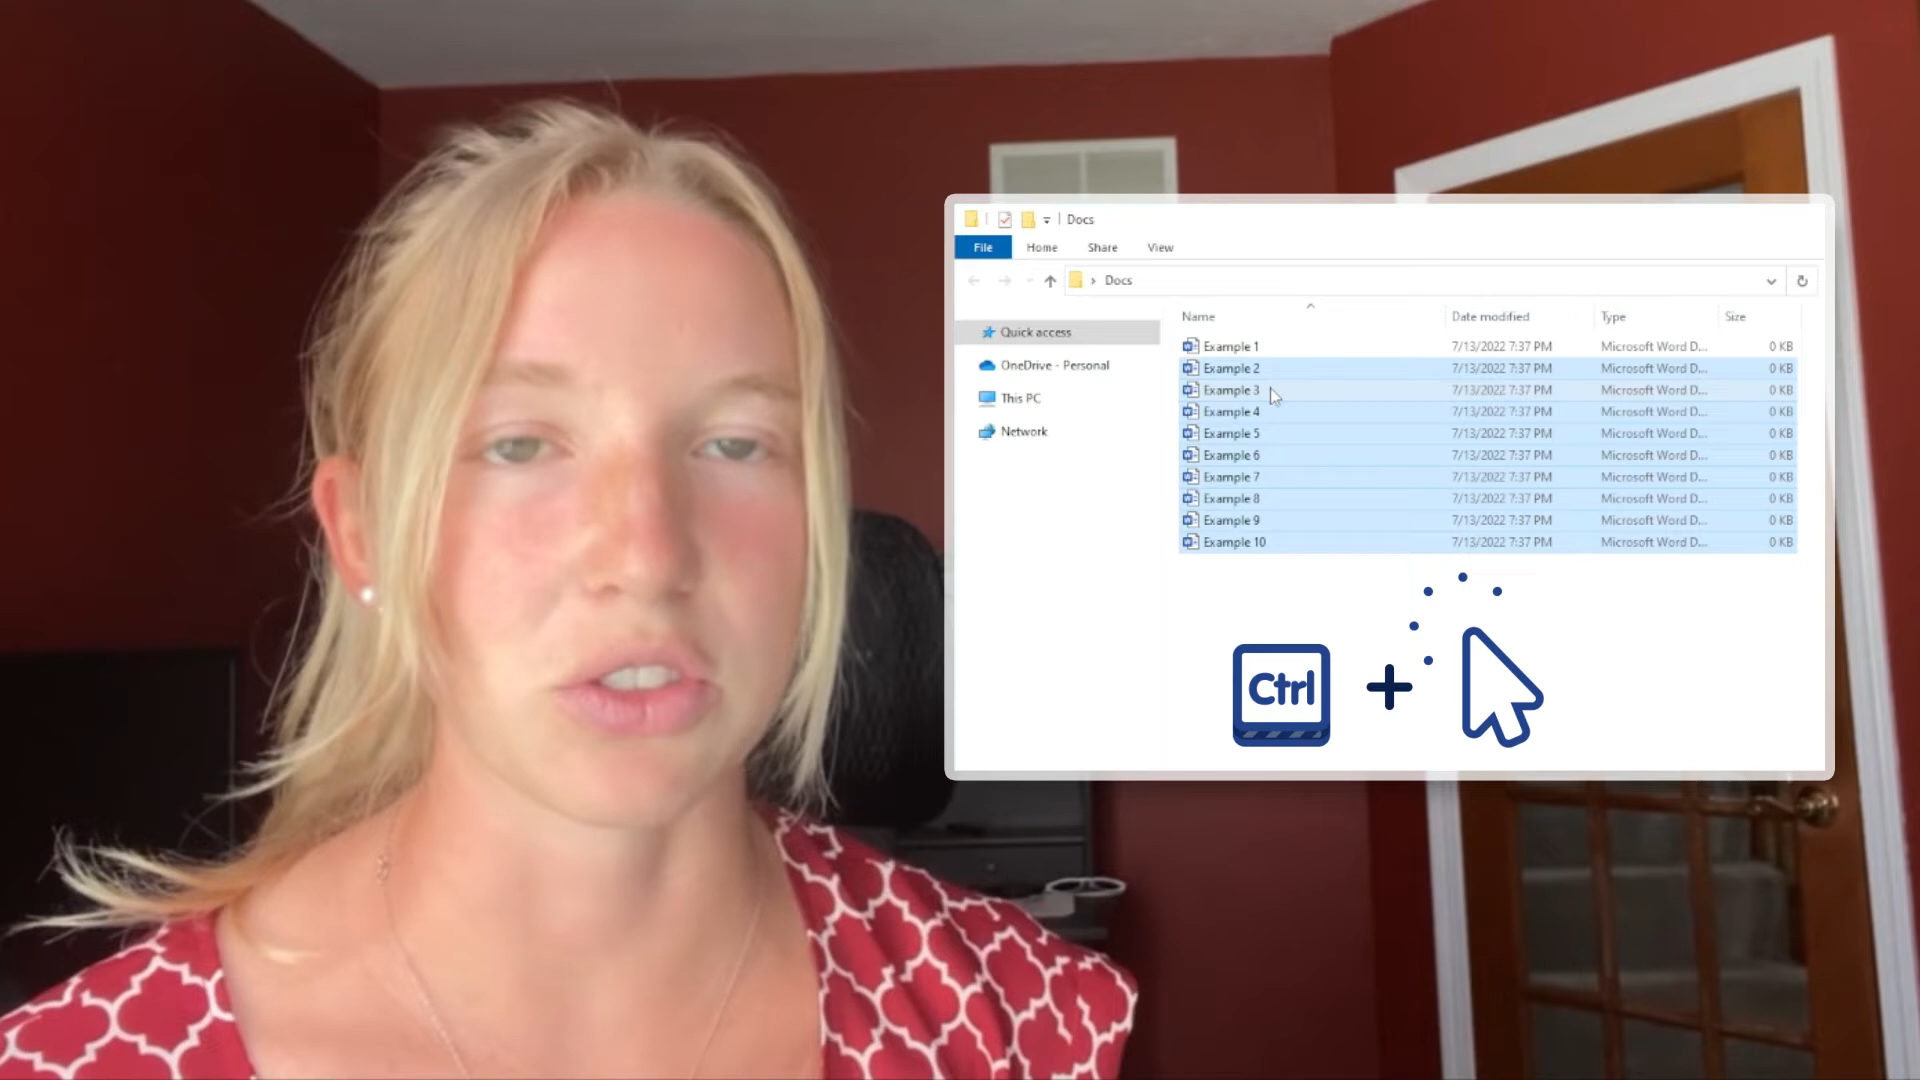 Docs
File Home Share View
Docs
Name Date modified Type Size
Quick access
OneDrive - Personal
This PC
Network
Example 1 7/13/2022 7:37 PM Microsoft Word D... 0 KB
Example 2 7/13/2022 7:37 PM Microsoft Word D... 0 KB
Example 3 7/13/2022 7:37 PM Microsoft Word D... 0 KB
Example 4 7/13/2022 7:37 PM Microsoft Word D... 0 KB
Example 5 7/13/2022 7:37 PM Microsoft Word D... 0 KB
Example 6 7/13/2022 7:37 PM Microsoft Word D... 0 KB
Example 7 7/13/2022 7:37 PM Microsoft Word D... 0 KB
Example 8 7/13/2022 7:37 PM Microsoft Word D... 0 KB
Example 9 7/13/2022 7:37 PM Microsoft Word D... 0 KB
Example 10 7/13/2022 7:37 PM Microsoft Word D... 0 KB
Ctrl +